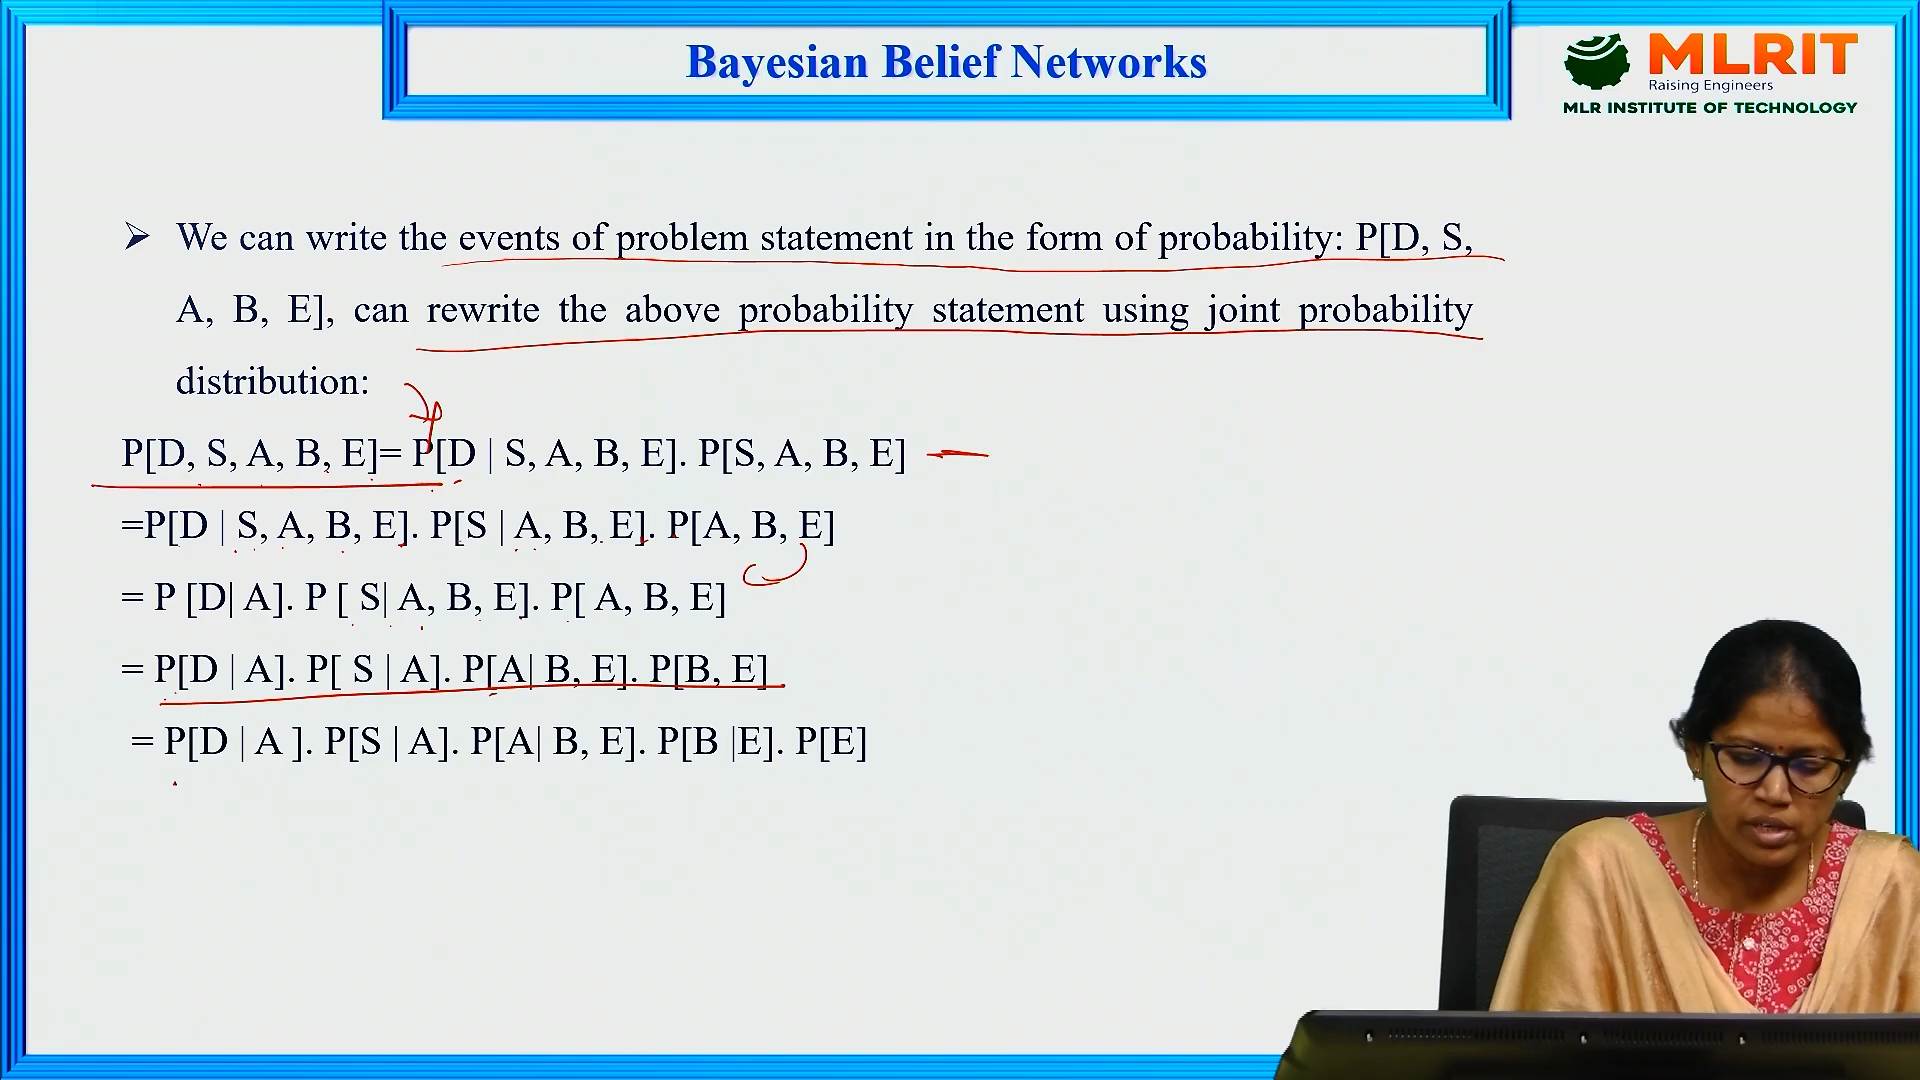 Bayesian Belief Networks
MLRIT
Raising Engineers
MLR INSTITUTE OF TECHNOLOGY
➢ We can write the events of problem statement in the form of probability: P[D, S,
A, B, E], can rewrite the above probability statement using joint probability
distribution:
P[D, S, A, B, E]= P[D | S, A, B, E]. P[S, A, B, E]
=P[D | S, A, B, E]. P[S | A, B, E]. P[A, B, E]
= P [D| A]. P [ S| A, B, E]. P[ A, B, E]
= P[D | A]. P[ S | A]. P[A| B, E]. P[B, E]
= P[D | A ]. P[S | A]. P[A| B, E]. P[B |E]. P[E]